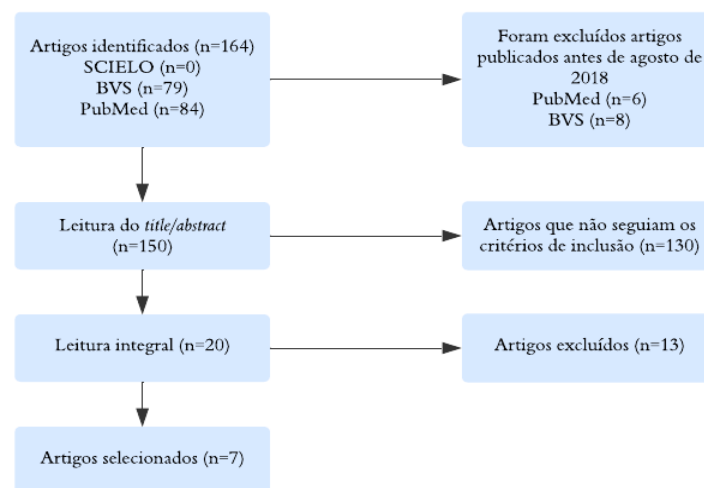 Artigos identificados (n=164)
SCIELO (n=0)
BVS (n=79)
PubMed (n=84)
Foram excluídos artigos
publicados antes de agosto de
2018
PubMed (n=6)
BVS (n=8)
Leitura do title/abstract
(n=150)
Artigos que não seguiam os
critérios de inclusão (n=130)
Leitura integral (n=20)
Artigos excluídos (n=13)
Artigos selecionados (n=7)